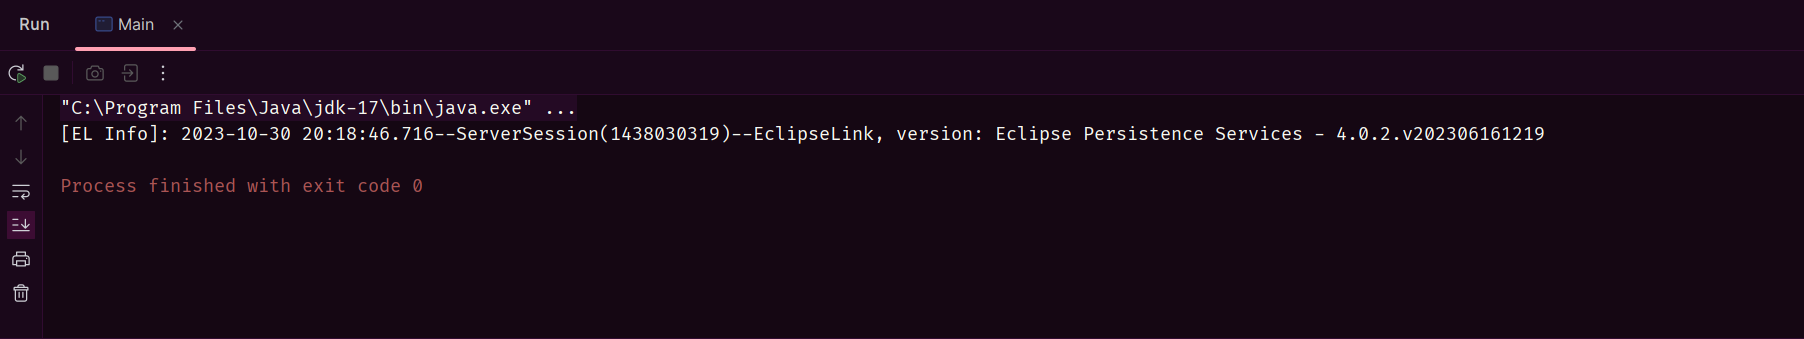 Run Main
"C:\Program Files\Java\jdk-17\bin\java.exe" ...
[EL Info]: 2023-10-30 20:18:46.716--ServerSession(1438030319)--EclipseLink, version: Eclipse Persistence Services - 4.0.2.v202306161219
Process finished with exit code 0